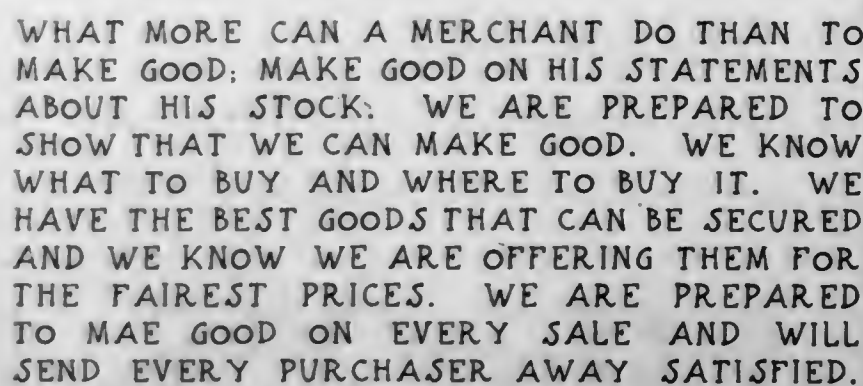 WHAT MORE CAN A MERCHANT DO THAN TO
MAKE GOOD; MAKE GOOD ON HIS STATEMENTS
ABOUT HIS STOCK: WE ARE PREPARED TO
SHOW THAT WE CAN MAKE GOOD. WE KNOW
WHAT TO BUY AND WHERE TO BUY IT. WE
HAVE THE BEST GOODS THAT CAN BE SECURED
AND WE KNOW WE ARE OFFERING THEM FOR
THE FAIREST PRICES. WE ARE PREPARED
TO MAE GOOD ON EVERY SALE AND WILL
SEND EVERY PURCHASER AWAY SATISFIED.